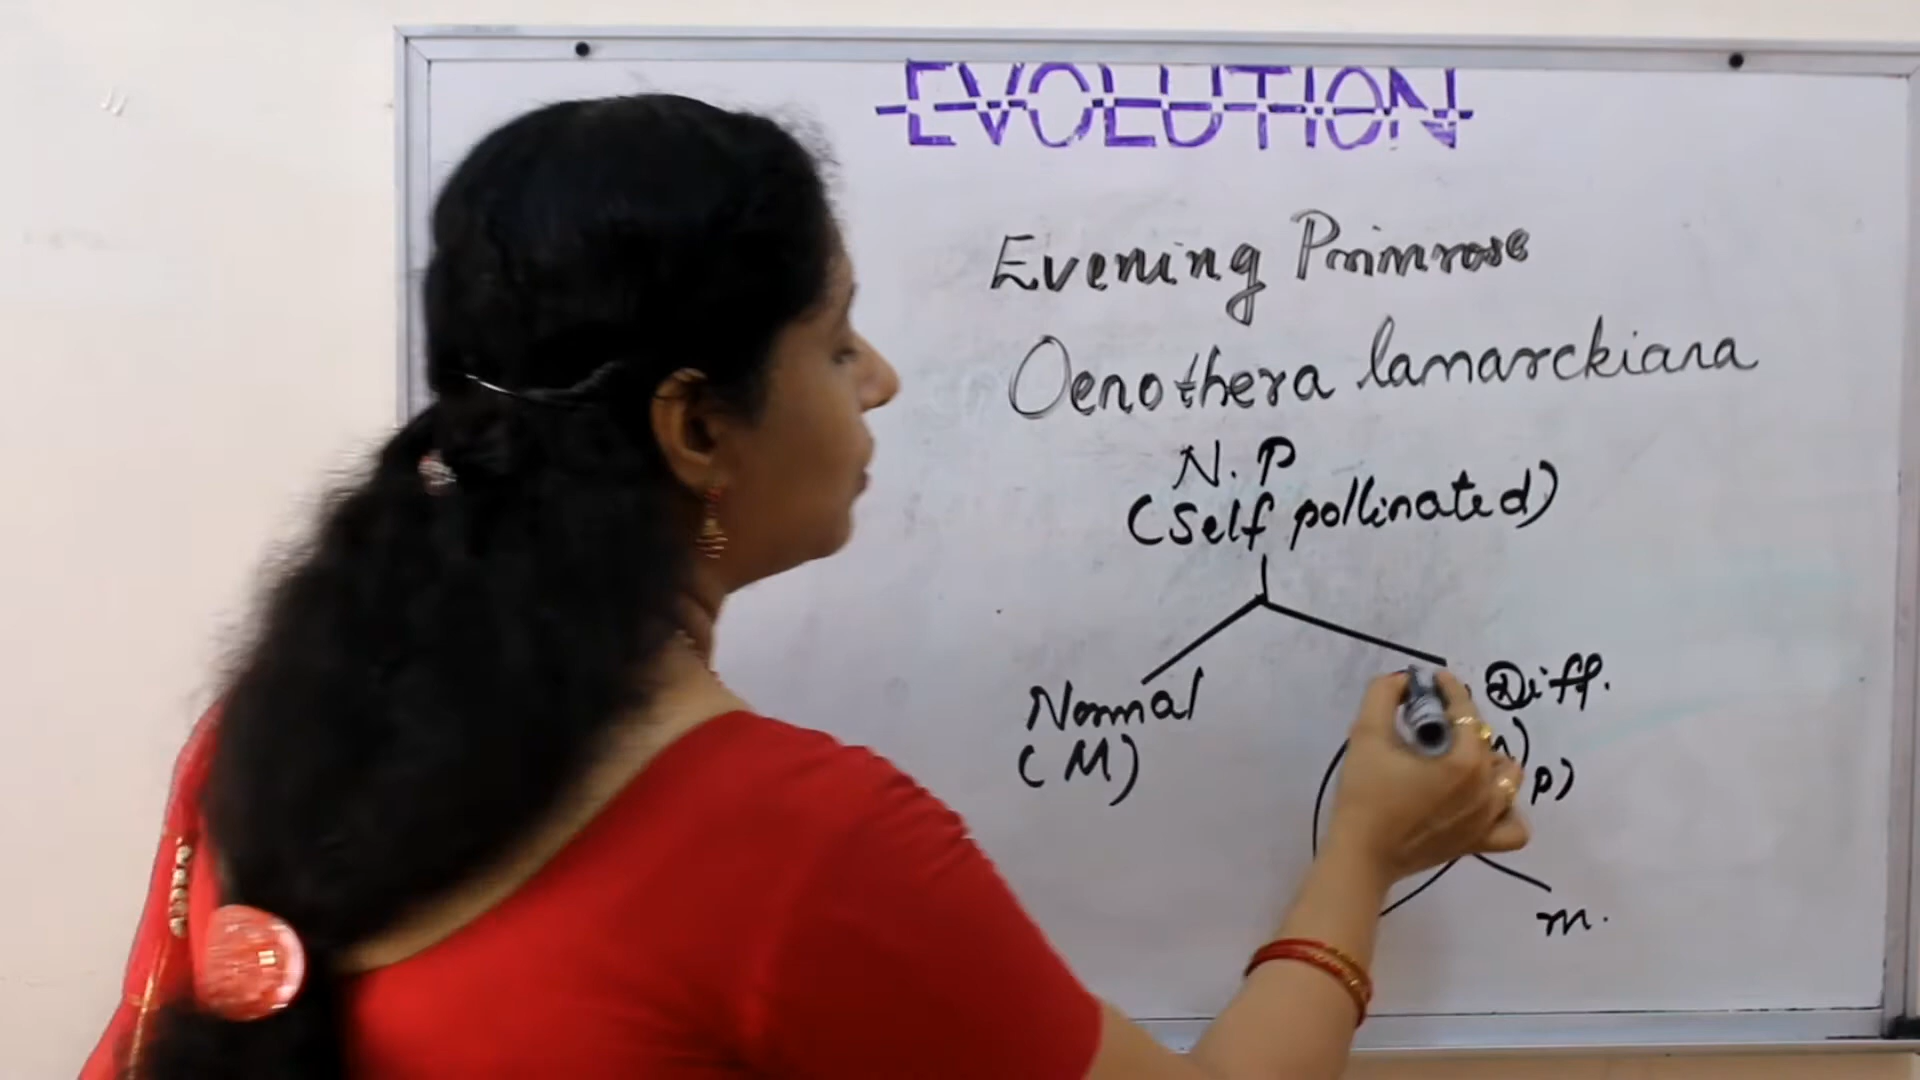 EVOLUTION
Evening Primrose
Oenothera lamarckiana
N. P
(Self pollinated)
Normal
Diff.
(M)
P)
m.